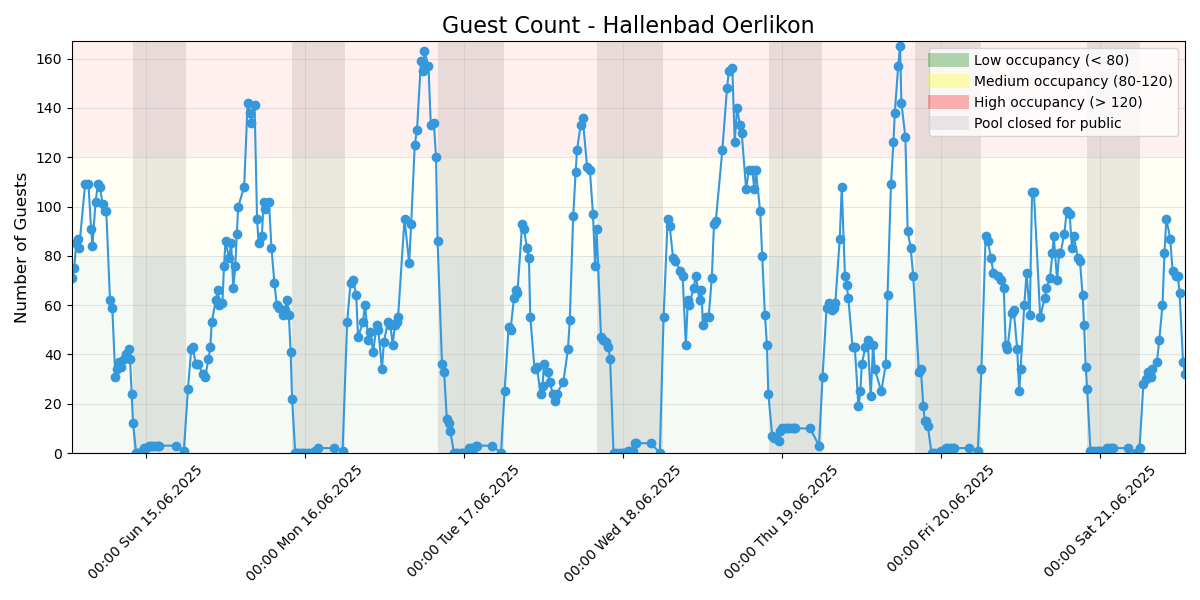 Guest Count - Hallenbad Oerlikon
Number of Guests
160
140
120
100
80
60
40
20
0
Low occupancy (< 80)
Medium occupancy (80-120)
High occupancy (> 120)
Pool closed for public
00:00 Sun 15.06.2025
00:00 Mon 16.06.2025
00:00 Tue 17.06.2025
00:00 Wed 18.06.2025
00:00 Thu 19.06.2025
00:00 Fri 20.06.2025
00:00 Sat 21.06.2025